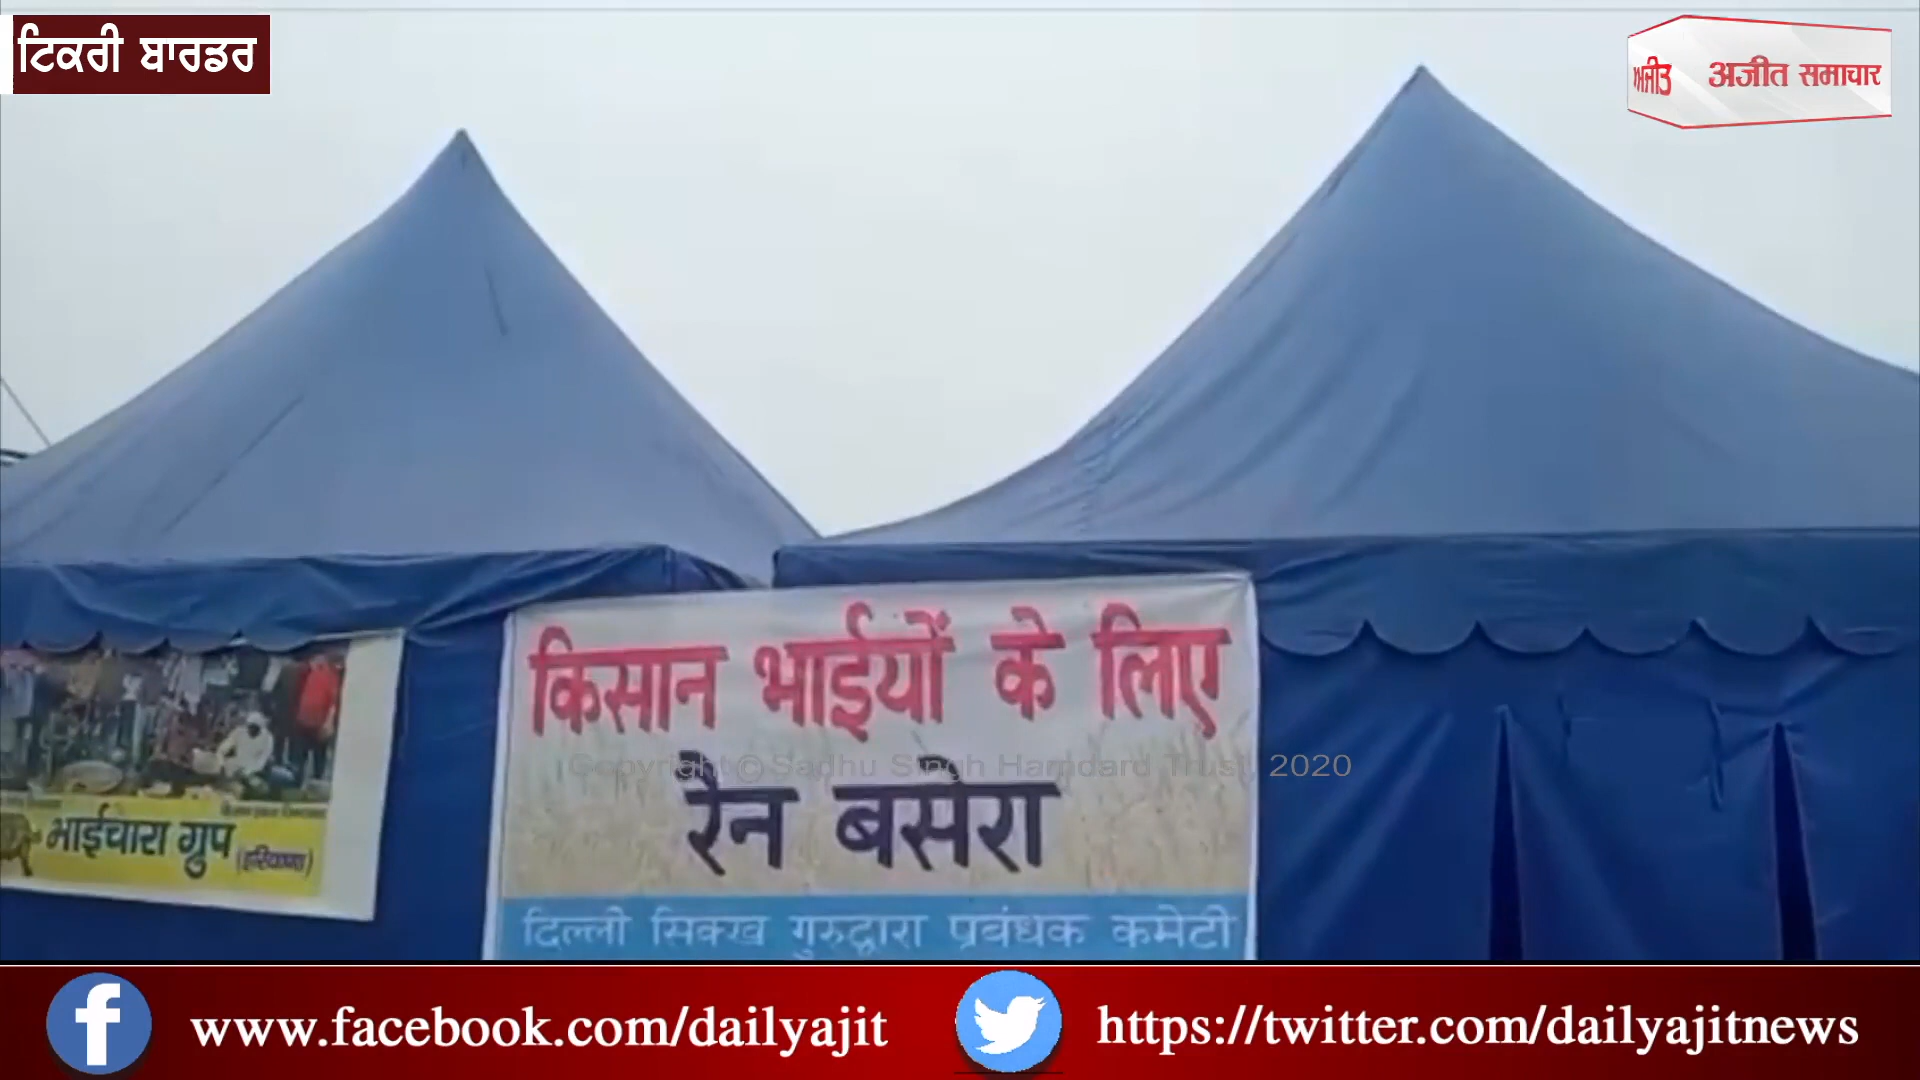 ਟਿਕਰੀ ਬਾਰਡਰ
ਅਜੀਤ अजीत समाचार
किसान भाईयों के लिए
Copyright © Sadhu Singh Hamdard Trust, 2020
रैन बसेरा
भाईचारा ग्रुप (हरियाणा)
दिल्ली सिक्ख गुरुद्वारा प्रबंधक कमेटी
www.facebook.com/dailyajit
https://twitter.com/dailyajitnews